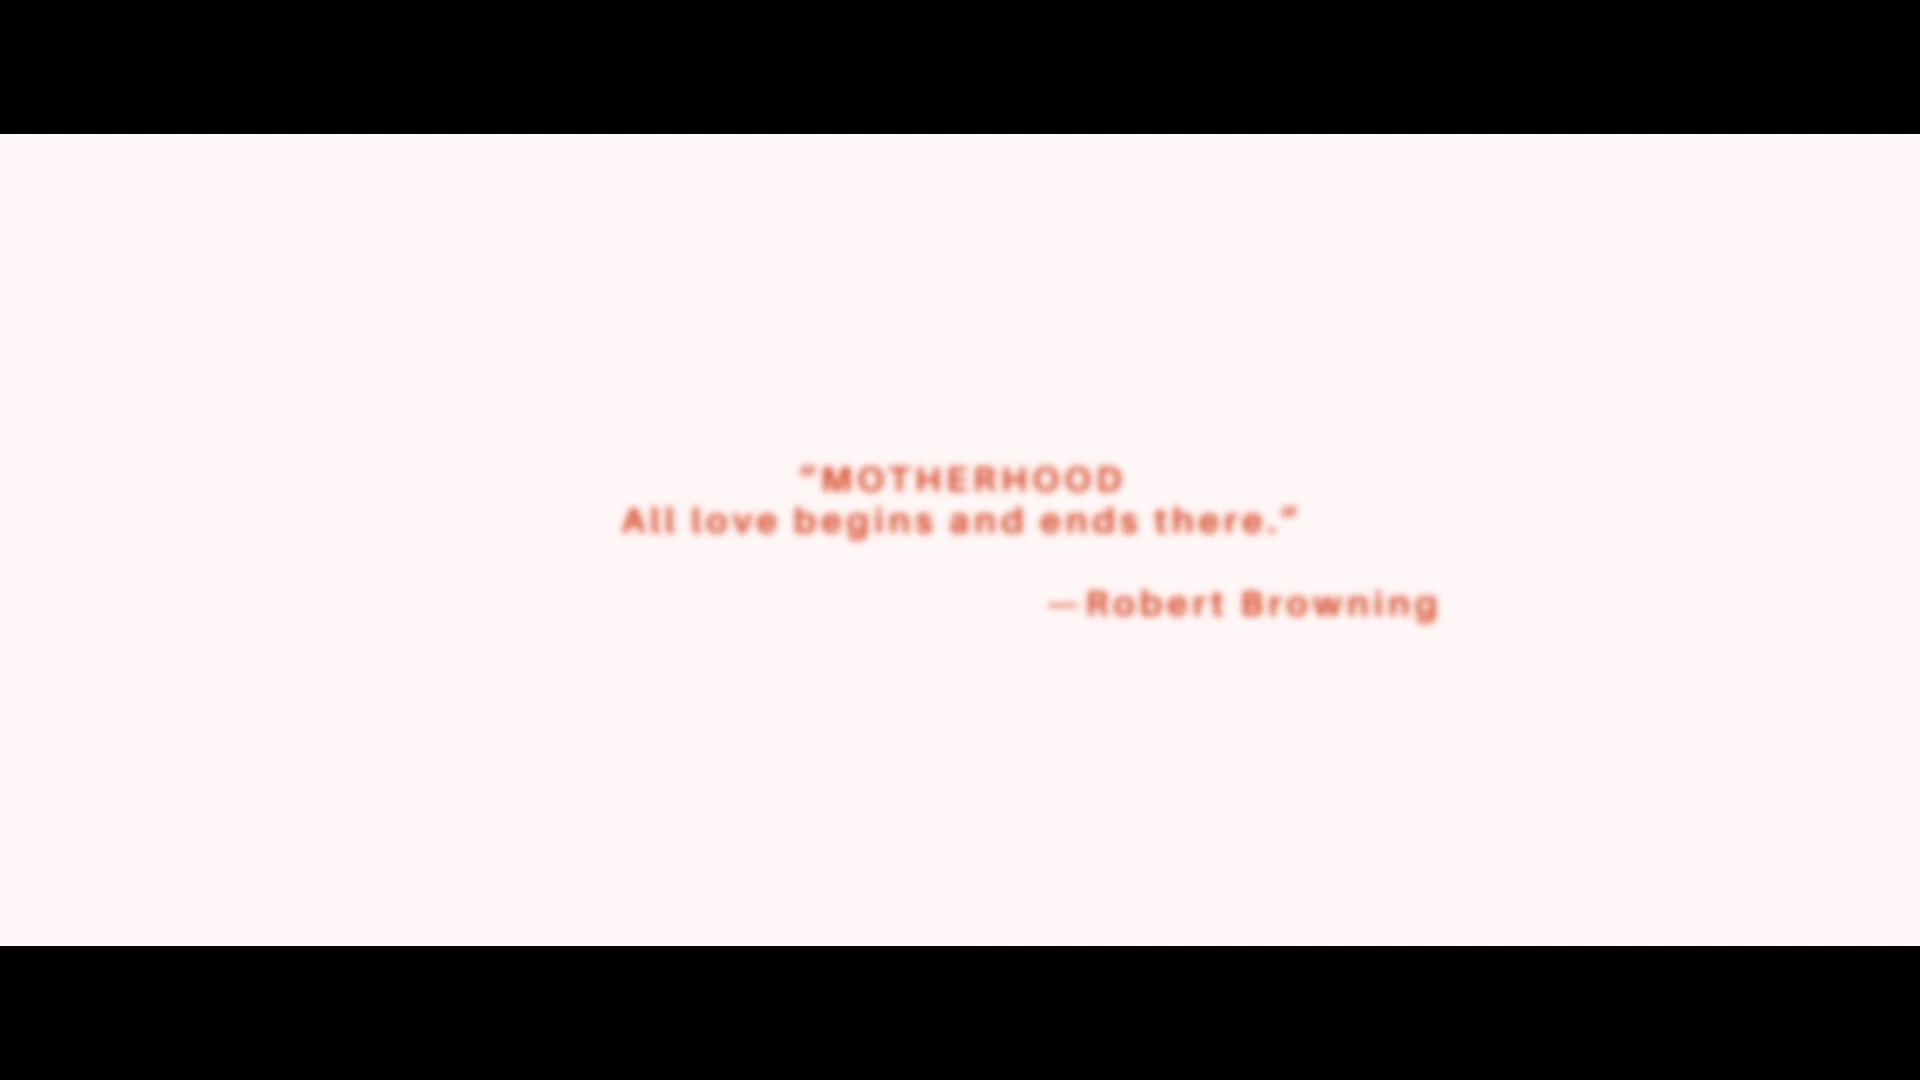 “MOTHERHOOD
All love begins and ends there.”
—Robert Browning